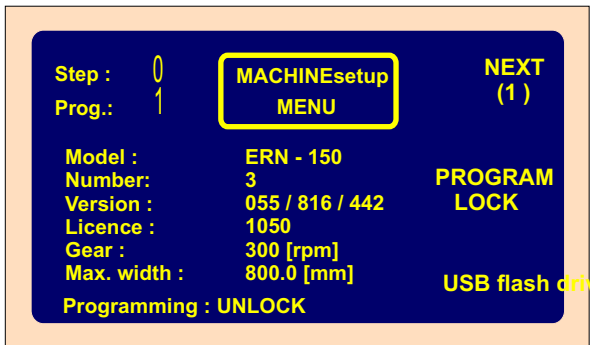 Step : 0
Prog.: 1
MACHINEsetup
MENU
NEXT
(1 )
Model : ERN - 150
Number: 3
Version : 055 / 816 / 442
Licence : 1050
Gear : 300 [rpm]
Max. width : 800.0 [mm]
Programming : UNLOCK
PROGRAM
LOCK
USB flash driv